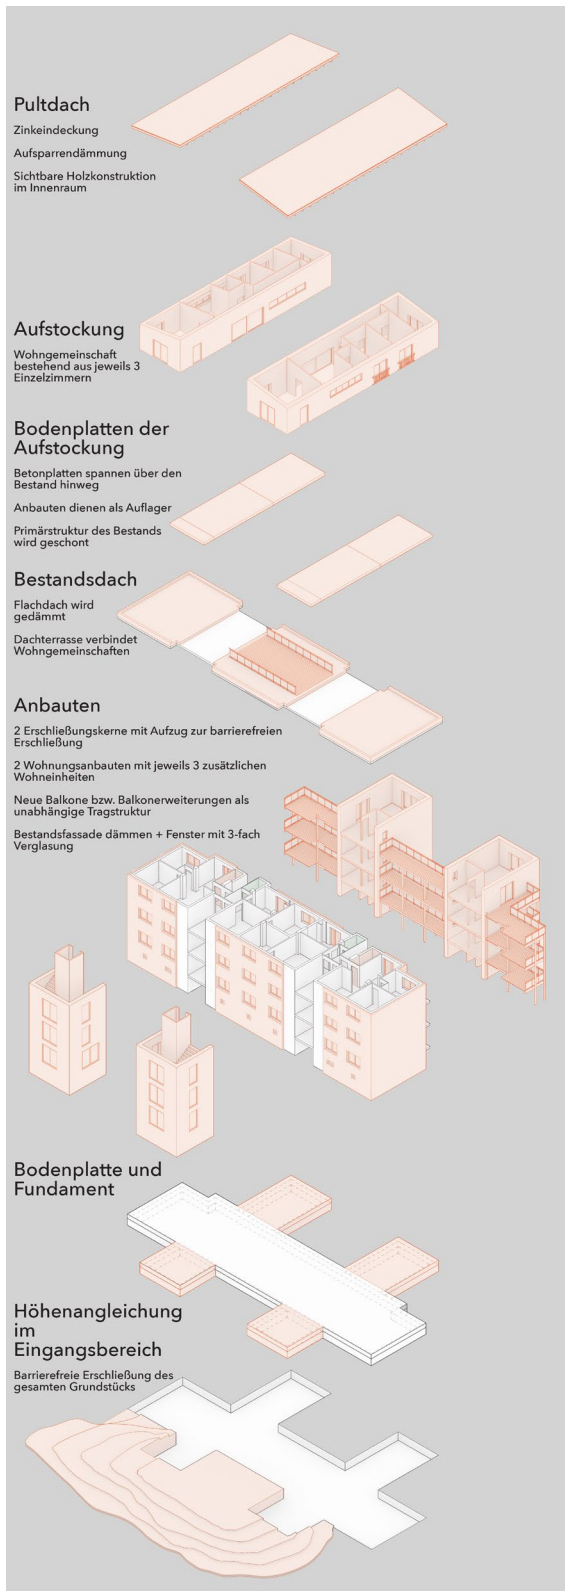 Pultdach
Zinkeindeckung
Aufsparrendämmung
Sichtbare Holzkonstruktion
im Innenraum
Aufstockung
Wohngemeinschaft
bestehend aus jeweils 3
Einzelzimmern
Bodenplatten der
Aufstockung
Betonplatten spannen über den
Bestand hinweg
Anbauten dienen als Auflager
Primärstruktur des Bestands
wird geschont
Bestandsdach
Flachdach wird
gedämmt
Dachterrasse verbindet
Wohngemeinschaften
Anbauten
2 Erschließungskerne mit Aufzug zur barrierefreien
Erschließung
2 Wohnungsanbauten mit jeweils 3 zusätzlichen
Wohneinheiten
Neue Balkone bzw. Balkonerweiterungen als
unabhängige Tragstruktur
Bestandsfassade dämmen + Fenster mit 3-fach
Verglasung
Bodenplatte und
Fundament
Höhenangleichung
im
Eingangsbereich
Barrierefreie Erschließung des
gesamten Grundstücks